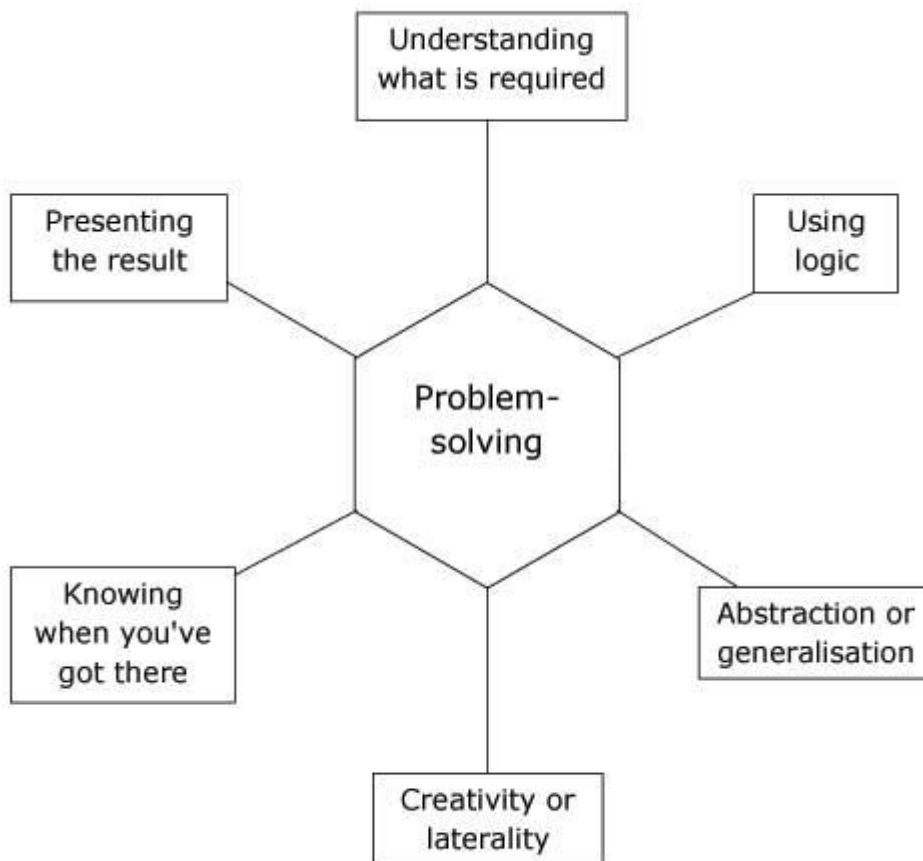 Understanding
what is required
Presenting
the result
Using
logic
Problem-
solving
Knowing
when you've
got there
Abstraction or
generalisation
Creativity or
laterality